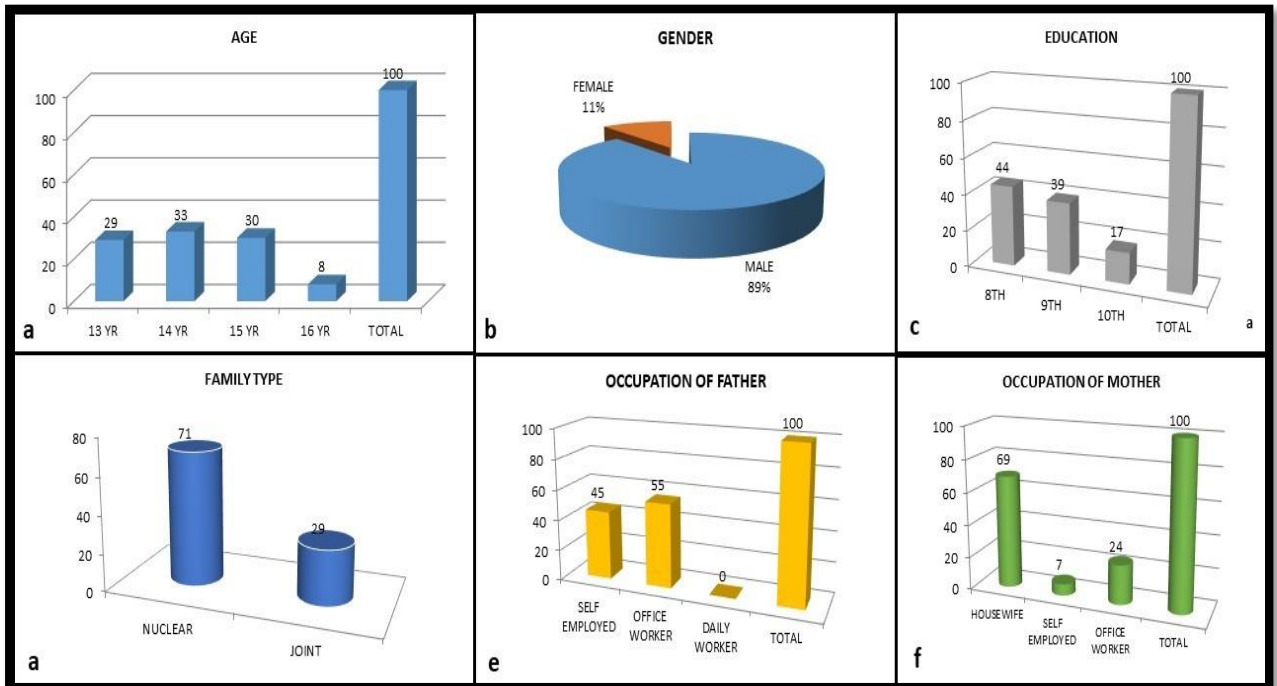 AGE
100
100
80
60
40
20
0
29
33
30
8
13 YR 14 YR 15 YR 16 YR TOTAL
a
GENDER
FEMALE
11%
MALE
89%
b
EDUCATION
100
100
80
60
40
20
0
44
39
17
8TH
9TH
10TH
TOTAL
c
a
FAMILY TYPE
80
60
40
20
0
71
29
NUCLEAR
JOINT
a
OCCUPATION OF FATHER
100
100
80
60
40
20
0
45
55
0
SELF
EMPLOYED
OFFICE
WORKER
DAILY
WORKER
TOTAL
e
OCCUPATION OF MOTHER
100
100
80
60
40
20
0
69
7
24
HOUSEWIFE
SELF
EMPLOYED
OFFICE
WORKER
TOTAL
f